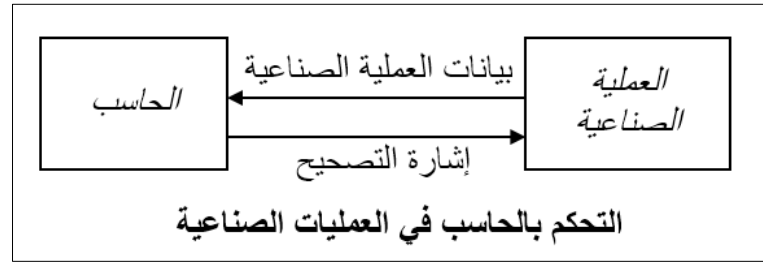 العملية
الصناعية
بيانات العملية الصناعية
الحاسب
إشارة التصحيح
التحكم بالحاسب في العمليات الصناعية